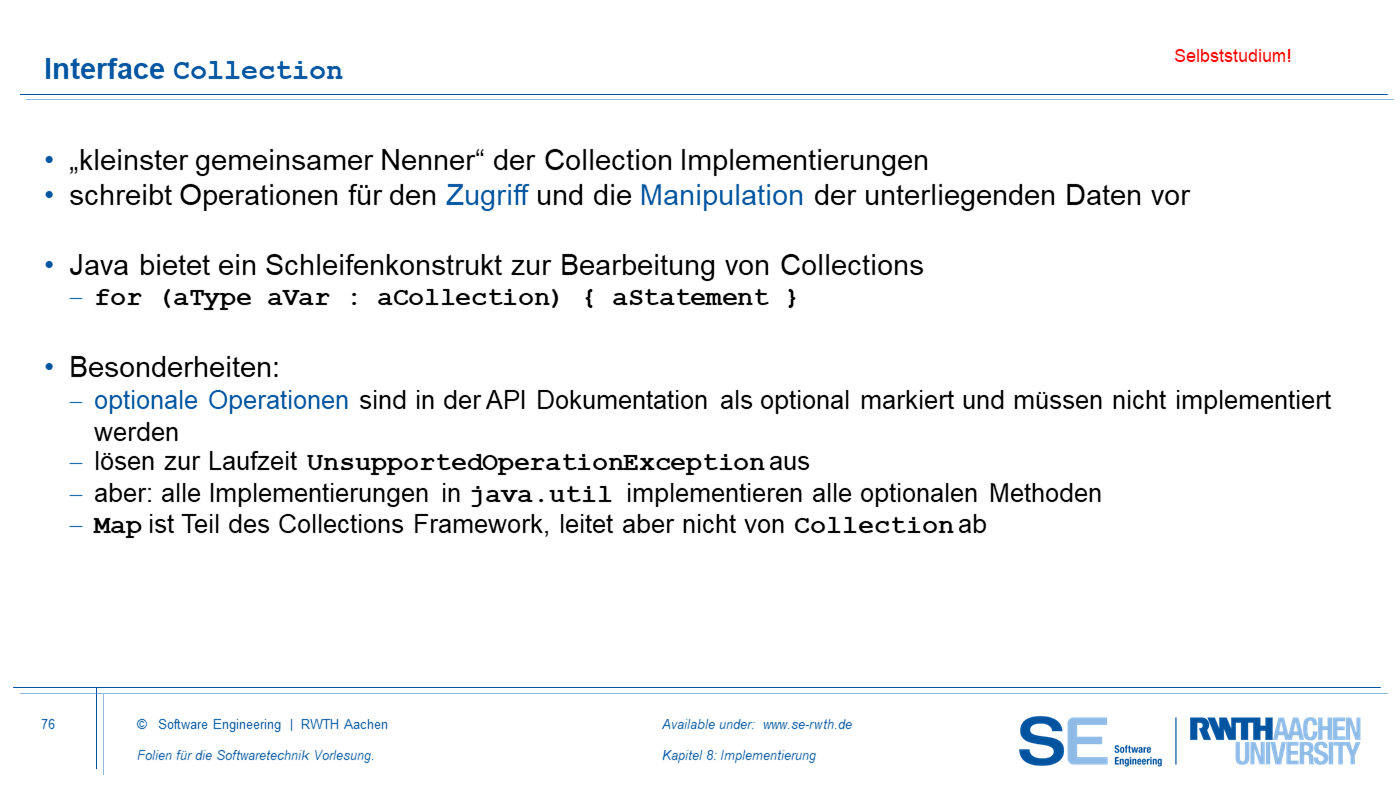 Interface Collection
Selbststudium!
• „kleinster gemeinsamer Nenner“ der Collection Implementierungen
• schreibt Operationen für den Zugriff und die Manipulation der unterliegenden Daten vor
• Java bietet ein Schleifenkonstrukt zur Bearbeitung von Collections
– for (aType aVar : aCollection) { aStatement }
• Besonderheiten:
– optionale Operationen sind in der API Dokumentation als optional markiert und müssen nicht implementiert
werden
– lösen zur Laufzeit UnsupportedOperationException aus
– aber: alle Implementierungen in java.util implementieren alle optionalen Methoden
– Map ist Teil des Collections Framework, leitet aber nicht von Collection ab
76
© Software Engineering | RWTH Aachen
Folien für die Softwaretechnik Vorlesung.
Available under: www.se-rwth.de
Kapitel 8: Implementierung
SE Software
Engineering
RWTHAACHEN
UNIVERSITY